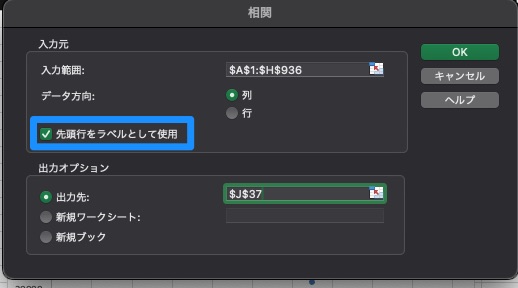 相関
入力元
入力範囲: $A$1:$H$936
データ方向: 列
行
先頭行をラベルとして使用
出力オプション
出力先: $J$37
新規ワークシート:
新規ブック
OK
キャンセル
ヘルプ